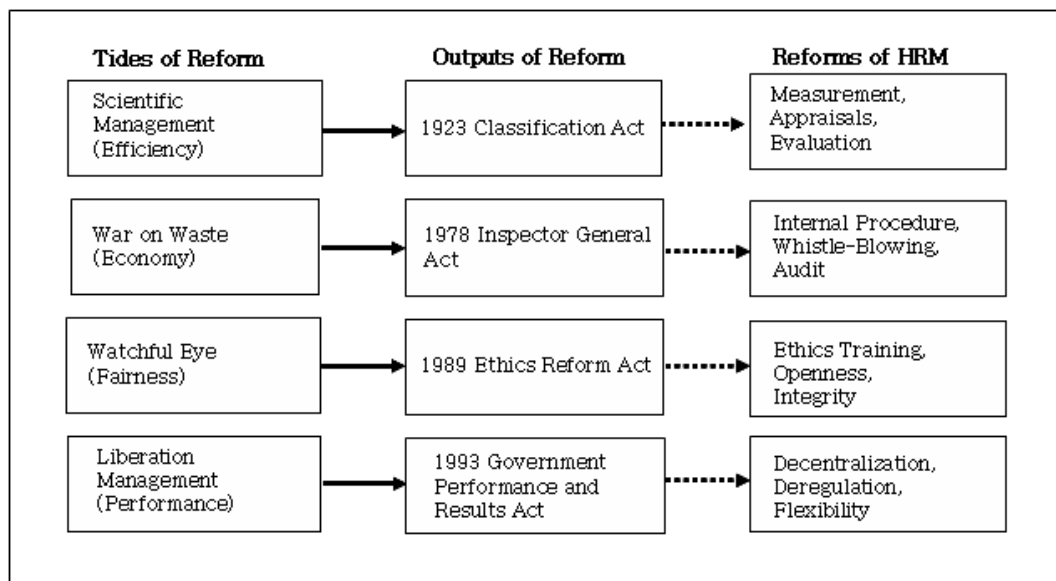 Tides of Reform
Outputs of Reform
Reforms of HRM
Scientific
Management
(Efficiency)
1923 Classification Act
Measurement,
Appraisals,
Evaluation
War on Waste
(Economy)
1978 Inspector General
Act
Internal Procedure,
Whistle-Blowing,
Audit
Watchful Eye
(Fairness)
1989 Ethics Reform Act
Ethics Training,
Openness,
Integrity
Liberation
Management
(Performance)
1993 Government
Performance and
Results Act
Decentralization,
Deregulation,
Flexibility